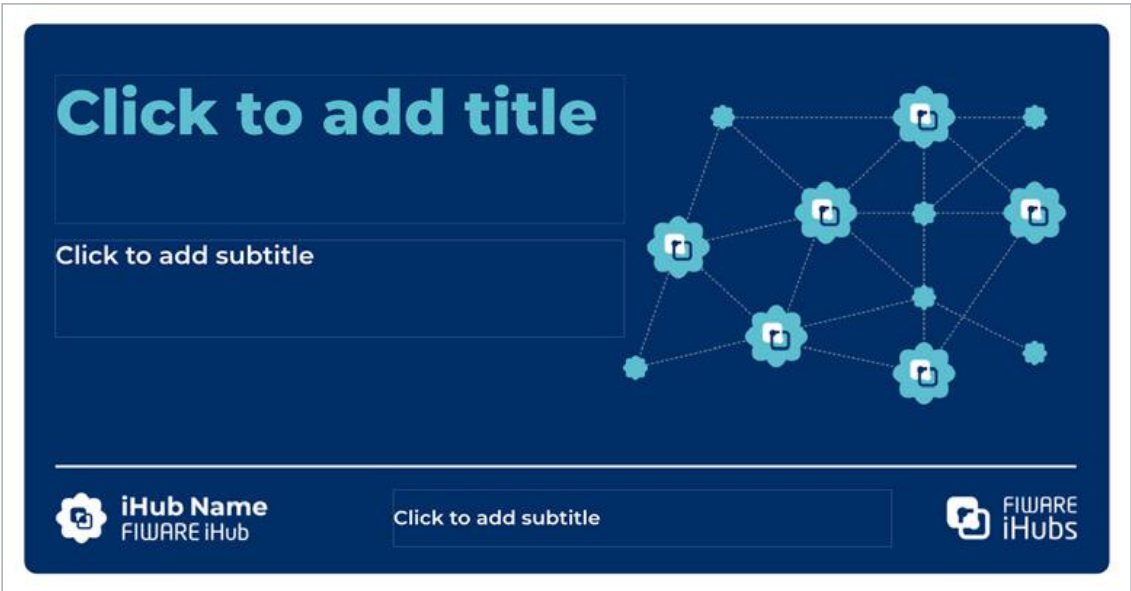 Click to add title
Click to add subtitle
iHub Name
FIWARE iHub
Click to add subtitle
FIWARE
iHubs